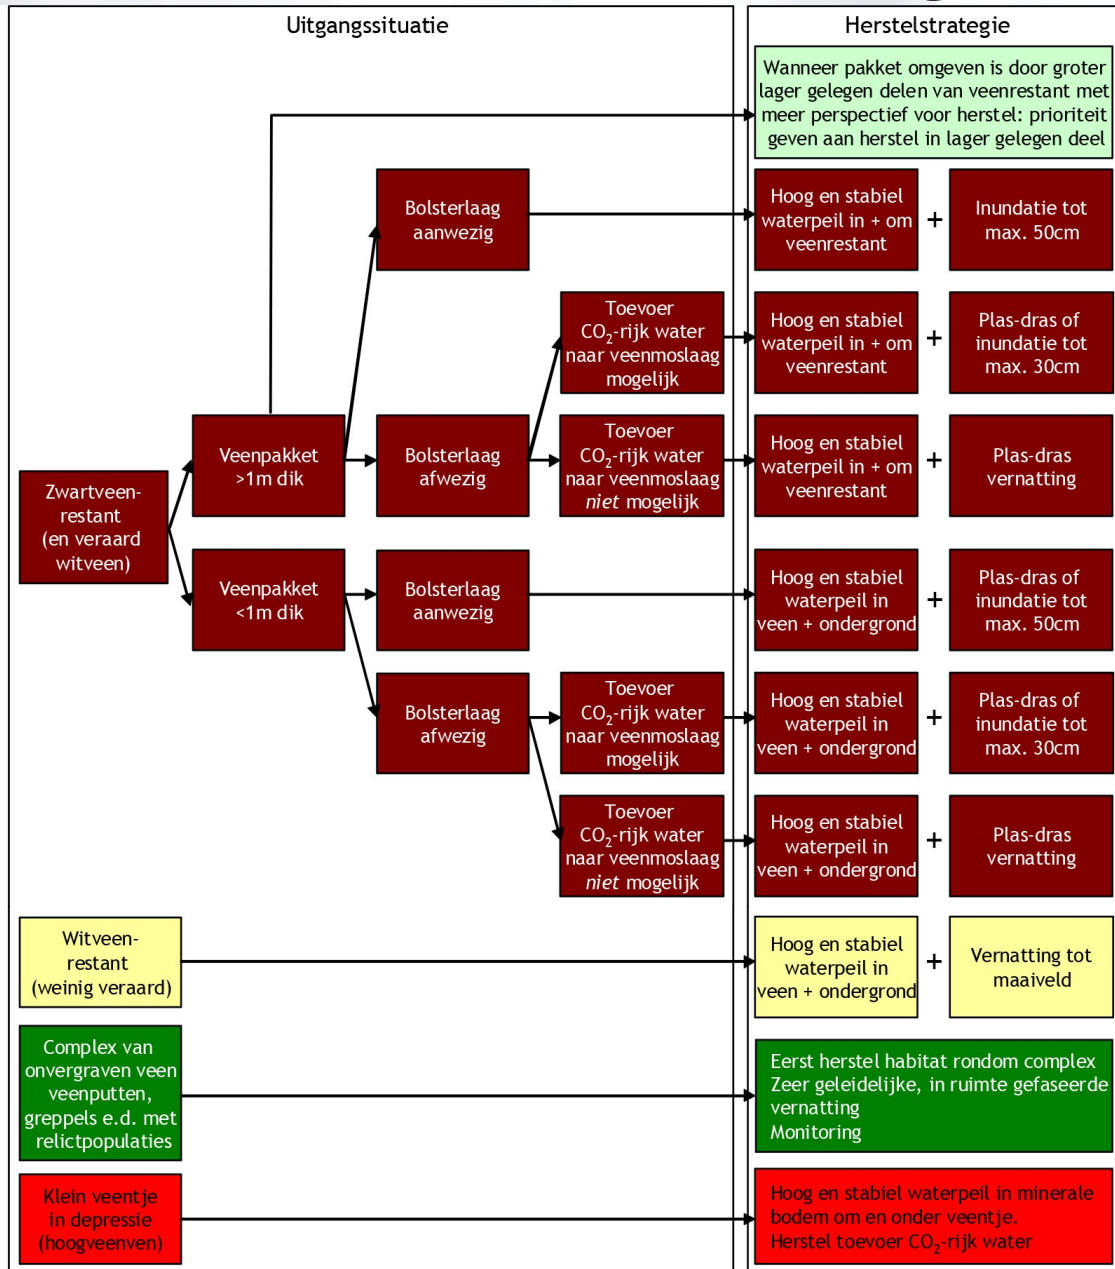 Uitgangssituatie
Herstelstrategie
Wanneer pakket omgeven is door groter
lager gelegen delen van veenrestant met
meer perspectief voor herstel: prioriteit
geven aan herstel in lager gelegen deel
Bolsterlaag
aanwezig
Hoog en stabiel
waterpeil in + om
veenrestant
+
Inundatie tot
max. 50cm
Toevoer
CO₂-rijk water
naar veenmoslaag
mogelijk
Hoog en stabiel
waterpeil in + om
veenrestant
+
Plas-dras of
inundatie tot
max. 30cm
Zwartveen-
restant
(en veraard
witveen)
Veenpakket
>1m dik
Bolsterlaag
afwezig
Toevoer
CO₂-rijk water
naar veenmoslaag
niet mogelijk
Hoog en stabiel
waterpeil in + om
veenrestant
+
Plas-dras
vernatting
Veenpakket
<1m dik
Bolsterlaag
aanwezig
Hoog en stabiel
waterpeil in
veen + ondergrond
+
Plas-dras of
inundatie tot
max. 50cm
Bolsterlaag
afwezig
Toevoer
CO₂-rijk water
naar veenmoslaag
mogelijk
Hoog en stabiel
waterpeil in
veen + ondergrond
+
Plas-dras of
inundatie tot
max. 30cm
Toevoer
CO₂-rijk water
naar veenmoslaag
niet mogelijk
Hoog en stabiel
waterpeil in
veen + ondergrond
+
Plas-dras
vernatting
Witveen-
restant
(weinig veraard)
Hoog en stabiel
waterpeil in
veen + ondergrond
+
Vernatting tot
maaiveld
Complex van
onvergraven veen
veenputten,
greppels e.d. met
relictpopulaties
Eerst herstel habitat rondom complex
Zeer geleidelijke, in ruimte gefaseerde
vernatting
Monitoring
Klein veentje
in depressie
(hoogveenven)
Hoog en stabiel waterpeil in minerale
bodem om en onder veentje.
Herstel toevoer CO₂-rijk water